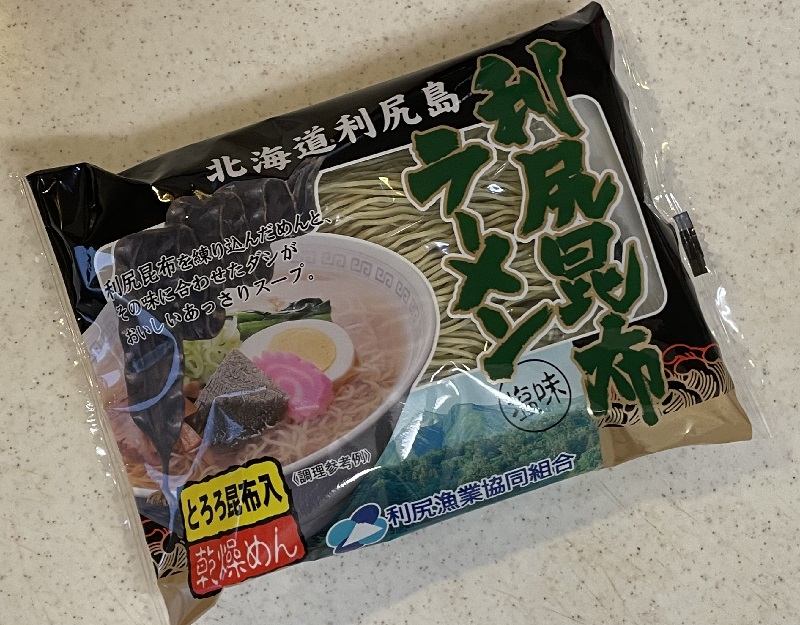 北海道利尻島
利尻昆布
ラーメン
塩味
利尻昆布を練り込んだめんと、
その味に合わせたダシが
おいしいあっさりスープ。
《調理参考例》
とろろ昆布入
乾燥めん
利尻漁業協同組合